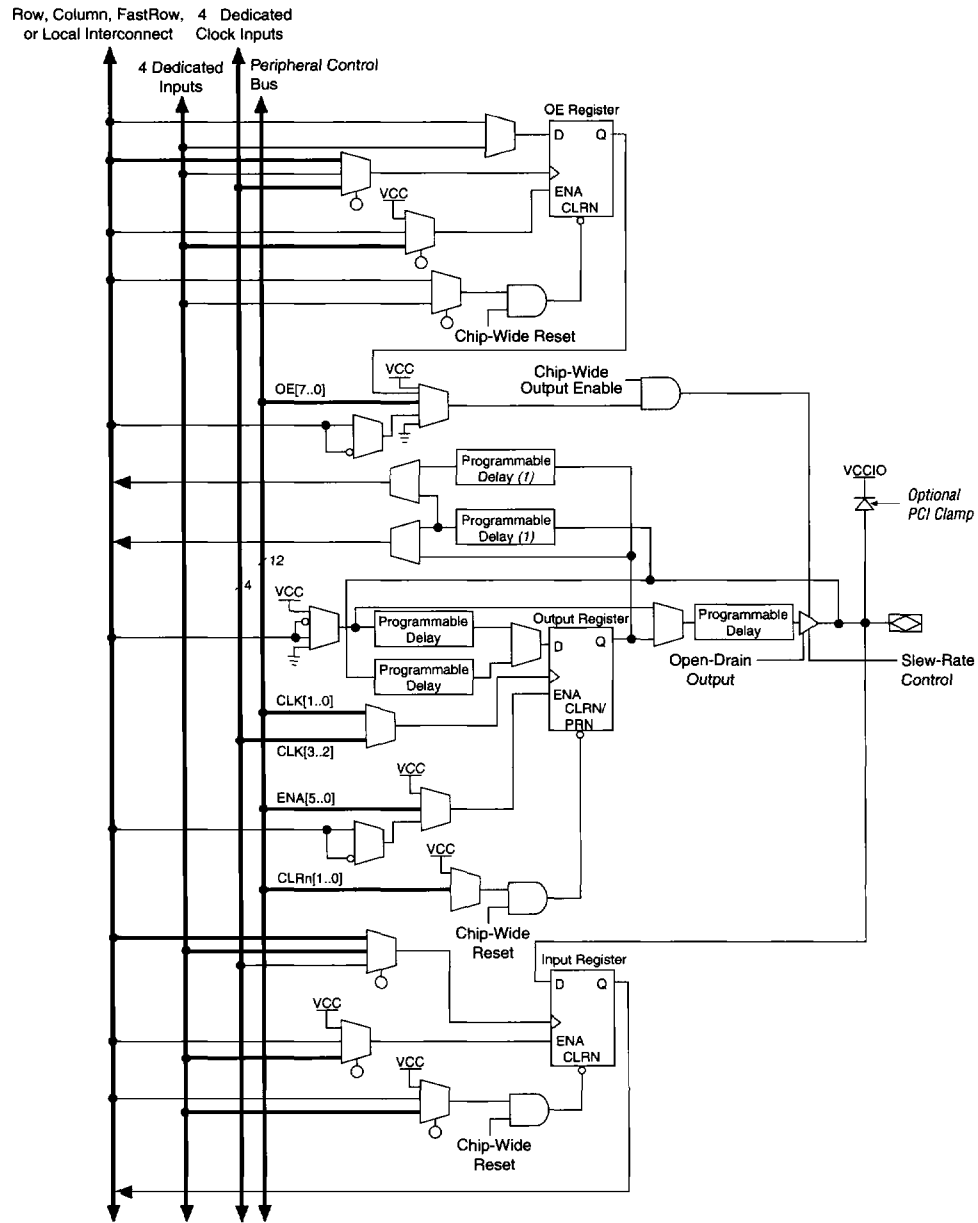 Row, Column, FastRow,
or Local Interconnect
4 Dedicated
Clock Inputs
4 Dedicated
Inputs
Peripheral Control
Bus
OE Register
D Q
ENA
CLRN
VCC
Chip-Wide Reset
VCC
OE[7..0]
Chip-Wide
Output Enable
Programmable
Delay (1)
Programmable
Delay (1)
VCCIO
Optional
PCI Clamp
12
4
VCC
Programmable
Delay
Programmable
Delay
Output Register
D Q
ENA
CLRN/
PRN
Programmable
Delay
Open-Drain
Output
Slew-Rate
Control
CLK[1..0]
CLK[3..2]
VCC
ENA[5..0]
VCC
CLRn[1..0]
Chip-Wide
Reset
Input Register
D Q
ENA
CLRN
VCC
VCC
Chip-Wide
Reset